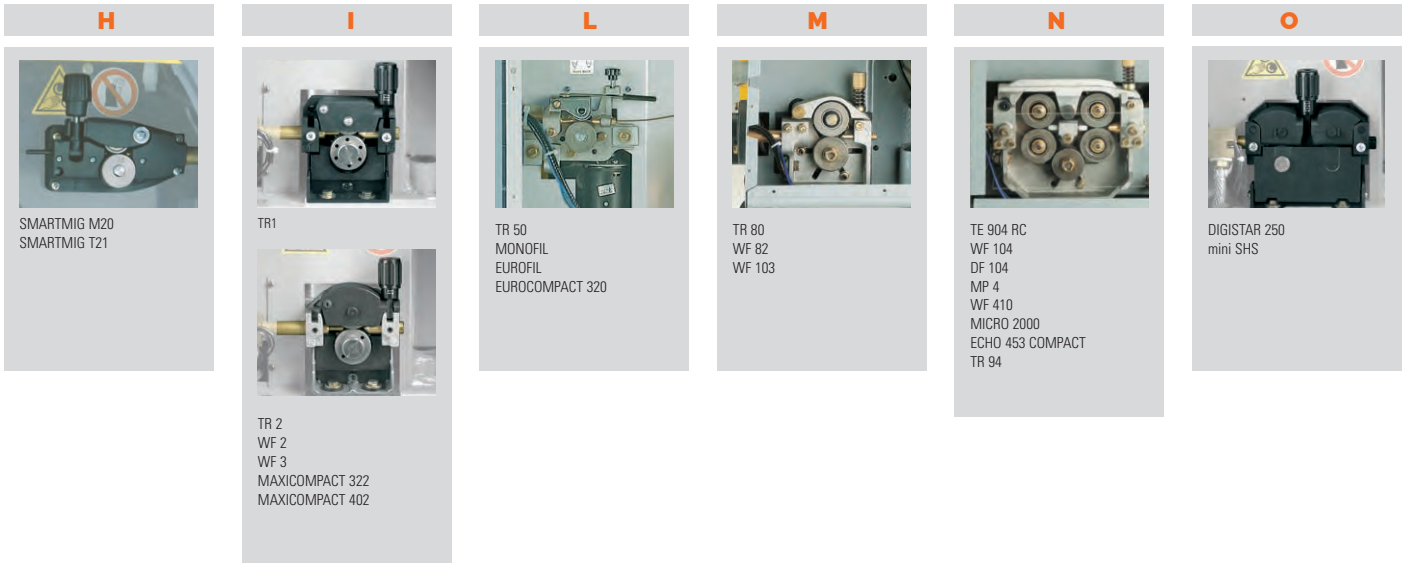 H
SMARTMIG M20
SMARTMIG T21
I
TR1
TR 2
WF 2
WF 3
MAXICOMPACT 322
MAXICOMPACT 402
L
TR 50
MONOFIL
EUROFIL
EUROCOMPACT 320
M
TR 80
WF 82
WF 103
N
TE 904 RC
WF 104
DF 104
MP 4
WF 410
MICRO 2000
ECHO 453 COMPACT
TR 94
O
DIGISTAR 250
mini SHS